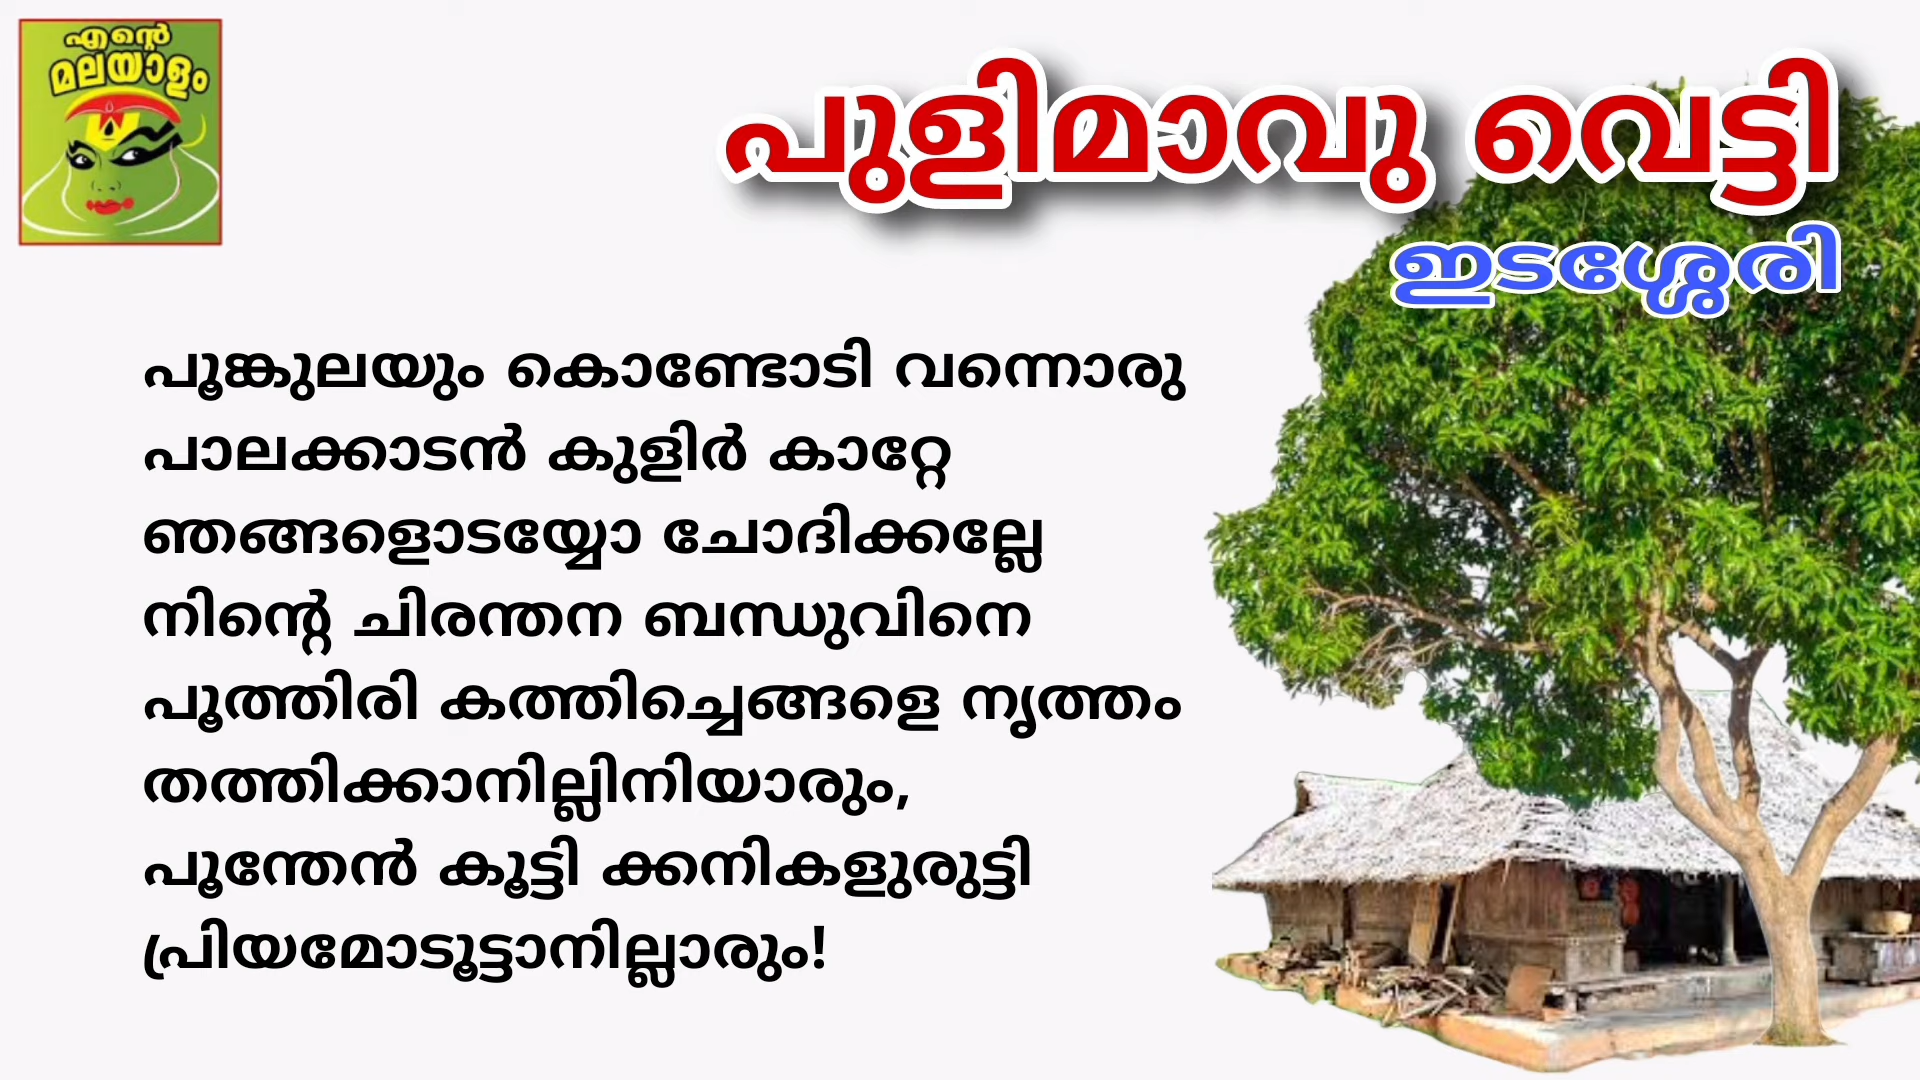 എന്റെ
മലയാളം
പുളിമാവു വെട്ടി
ഇടശ്ശേരി
പൂങ്കുലയും കൊണ്ടോടി വന്നൊരു
പാലക്കാടൻ കുളിർ കാറ്റേ
ഞങ്ങളൊടയ്യോ ചോദിക്കല്ലേ
നിന്റെ ചിരന്തന ബന്ധുവിനെ
പൂത്തിരി കത്തിച്ചെങ്ങളെ നൃത്തം
തത്തിക്കാനില്ലിനിയാരും,
പൂന്തേൻ കൂട്ടി ക്കനികളുരുട്ടി
പ്രിയമോടൂട്ടാനില്ലാരും!